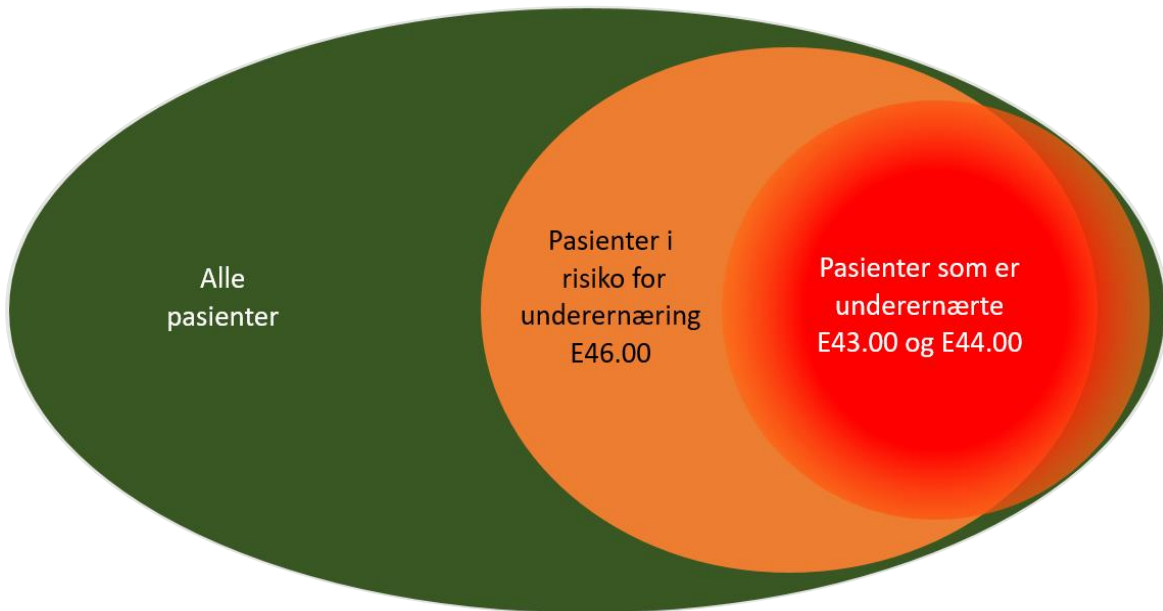 Alle
pasienter
Pasienter i
risiko for
underernæring
E46.00
Pasienter som er
underernærte
E43.00 og E44.00